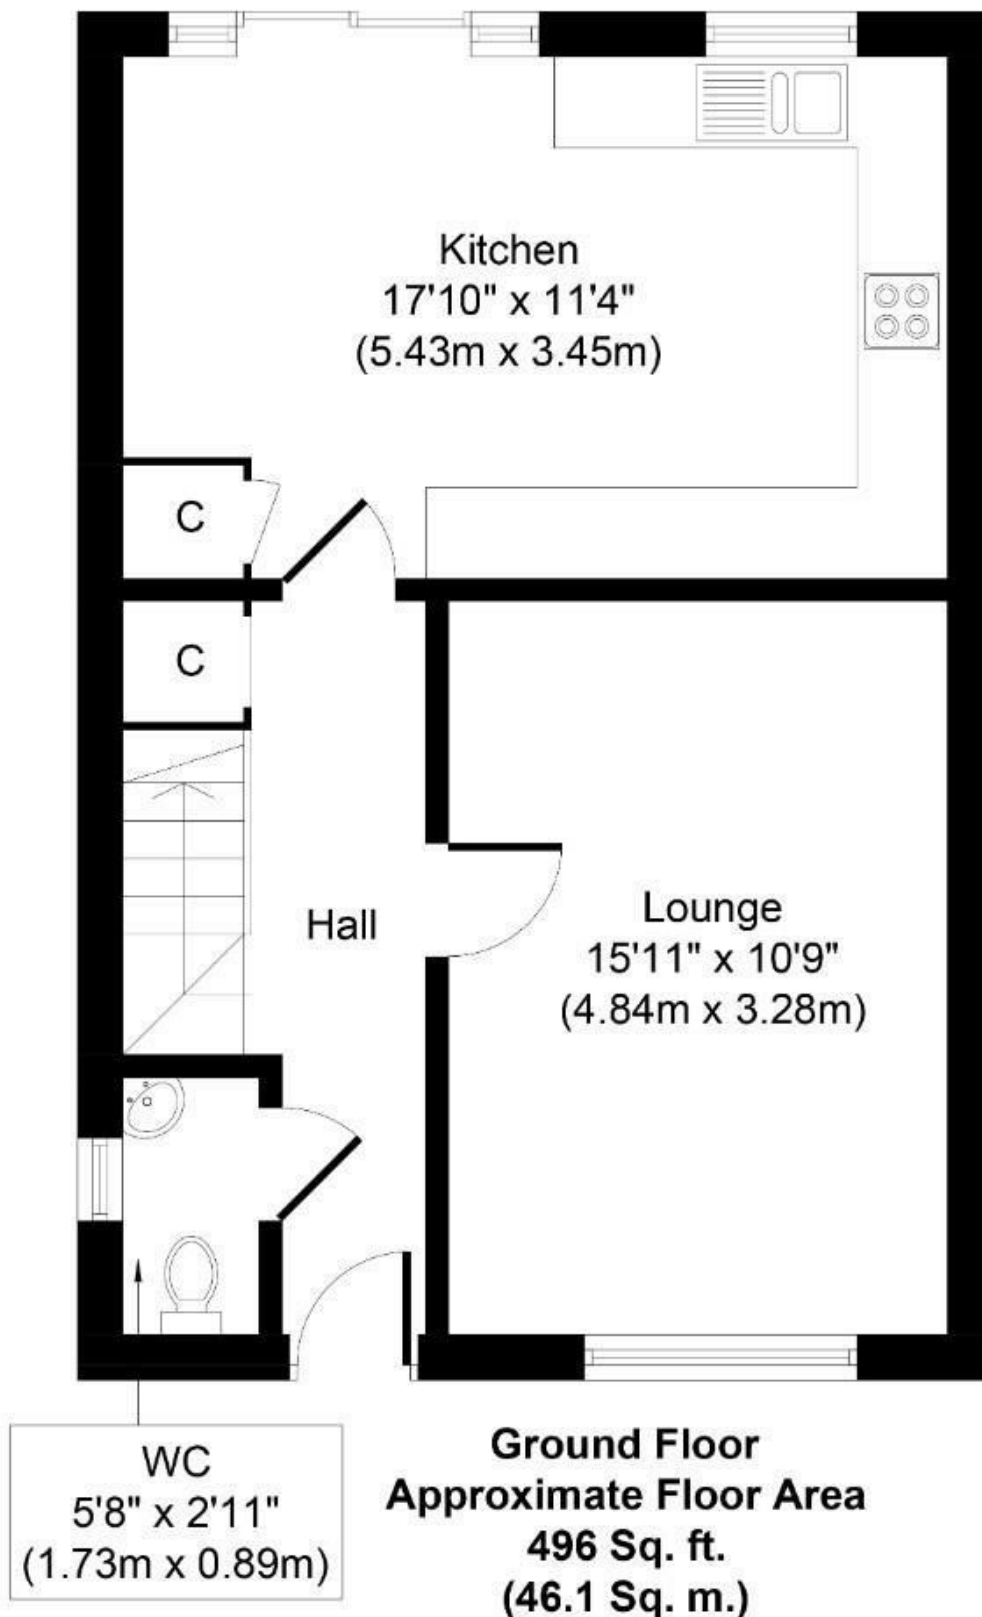 Kitchen
17'10" x 11'4"
(5.43m x 3.45m)
C
C
Hall
Lounge
15'11" x 10'9"
(4.84m x 3.28m)
WC
5'8" x 2'11"
(1.73m x 0.89m)
Ground Floor
Approximate Floor Area
496 Sq. ft.
(46.1 Sq. m.)